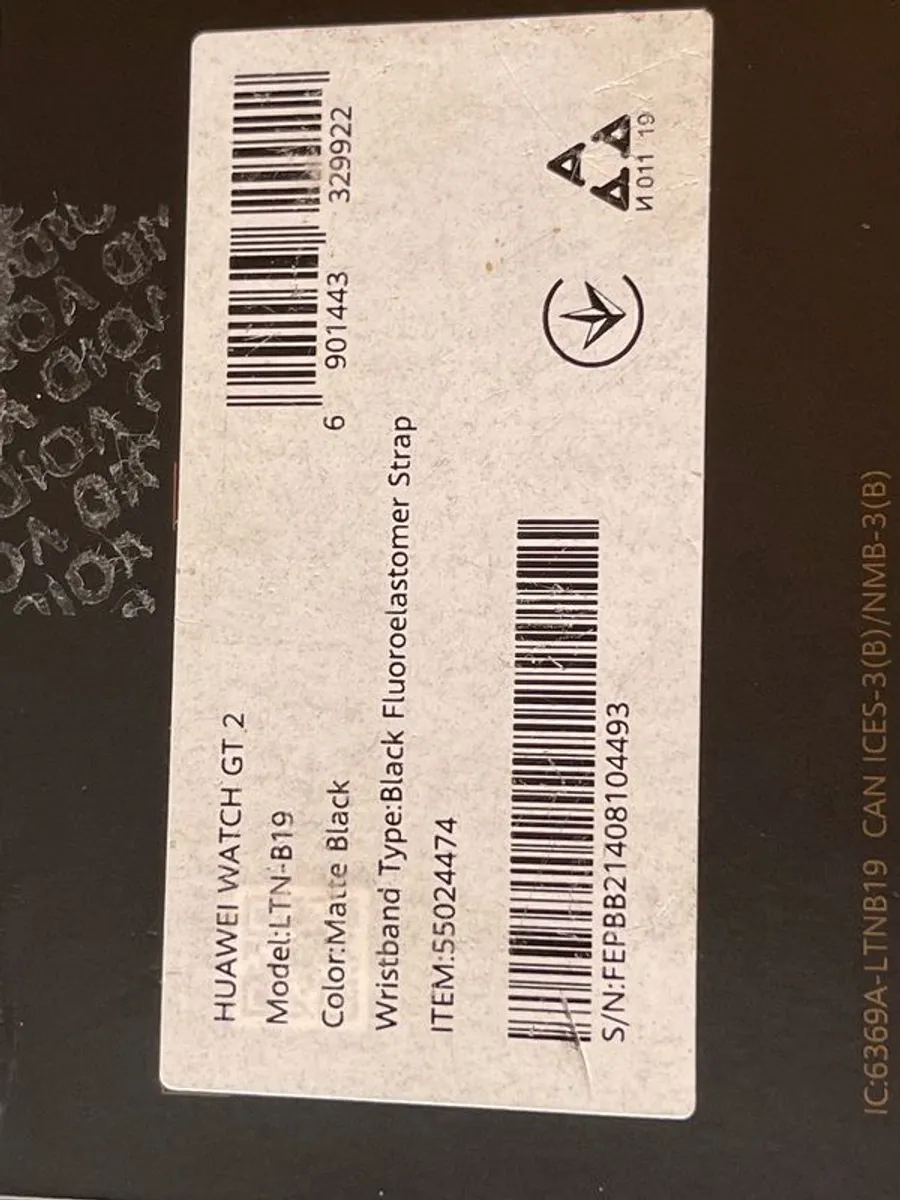 HUAWEI WATCH GT 2
Model:LTN-B19
Color:Matte Black
Wristband Type:Black Fluoroelastomer Strap
ITEM:55024474
6 901443 329922
S/N:FEPBB21408104493
И 011 19
IC:6369A-LTNB19 CAN ICES-3(B)/NMB-3(B)